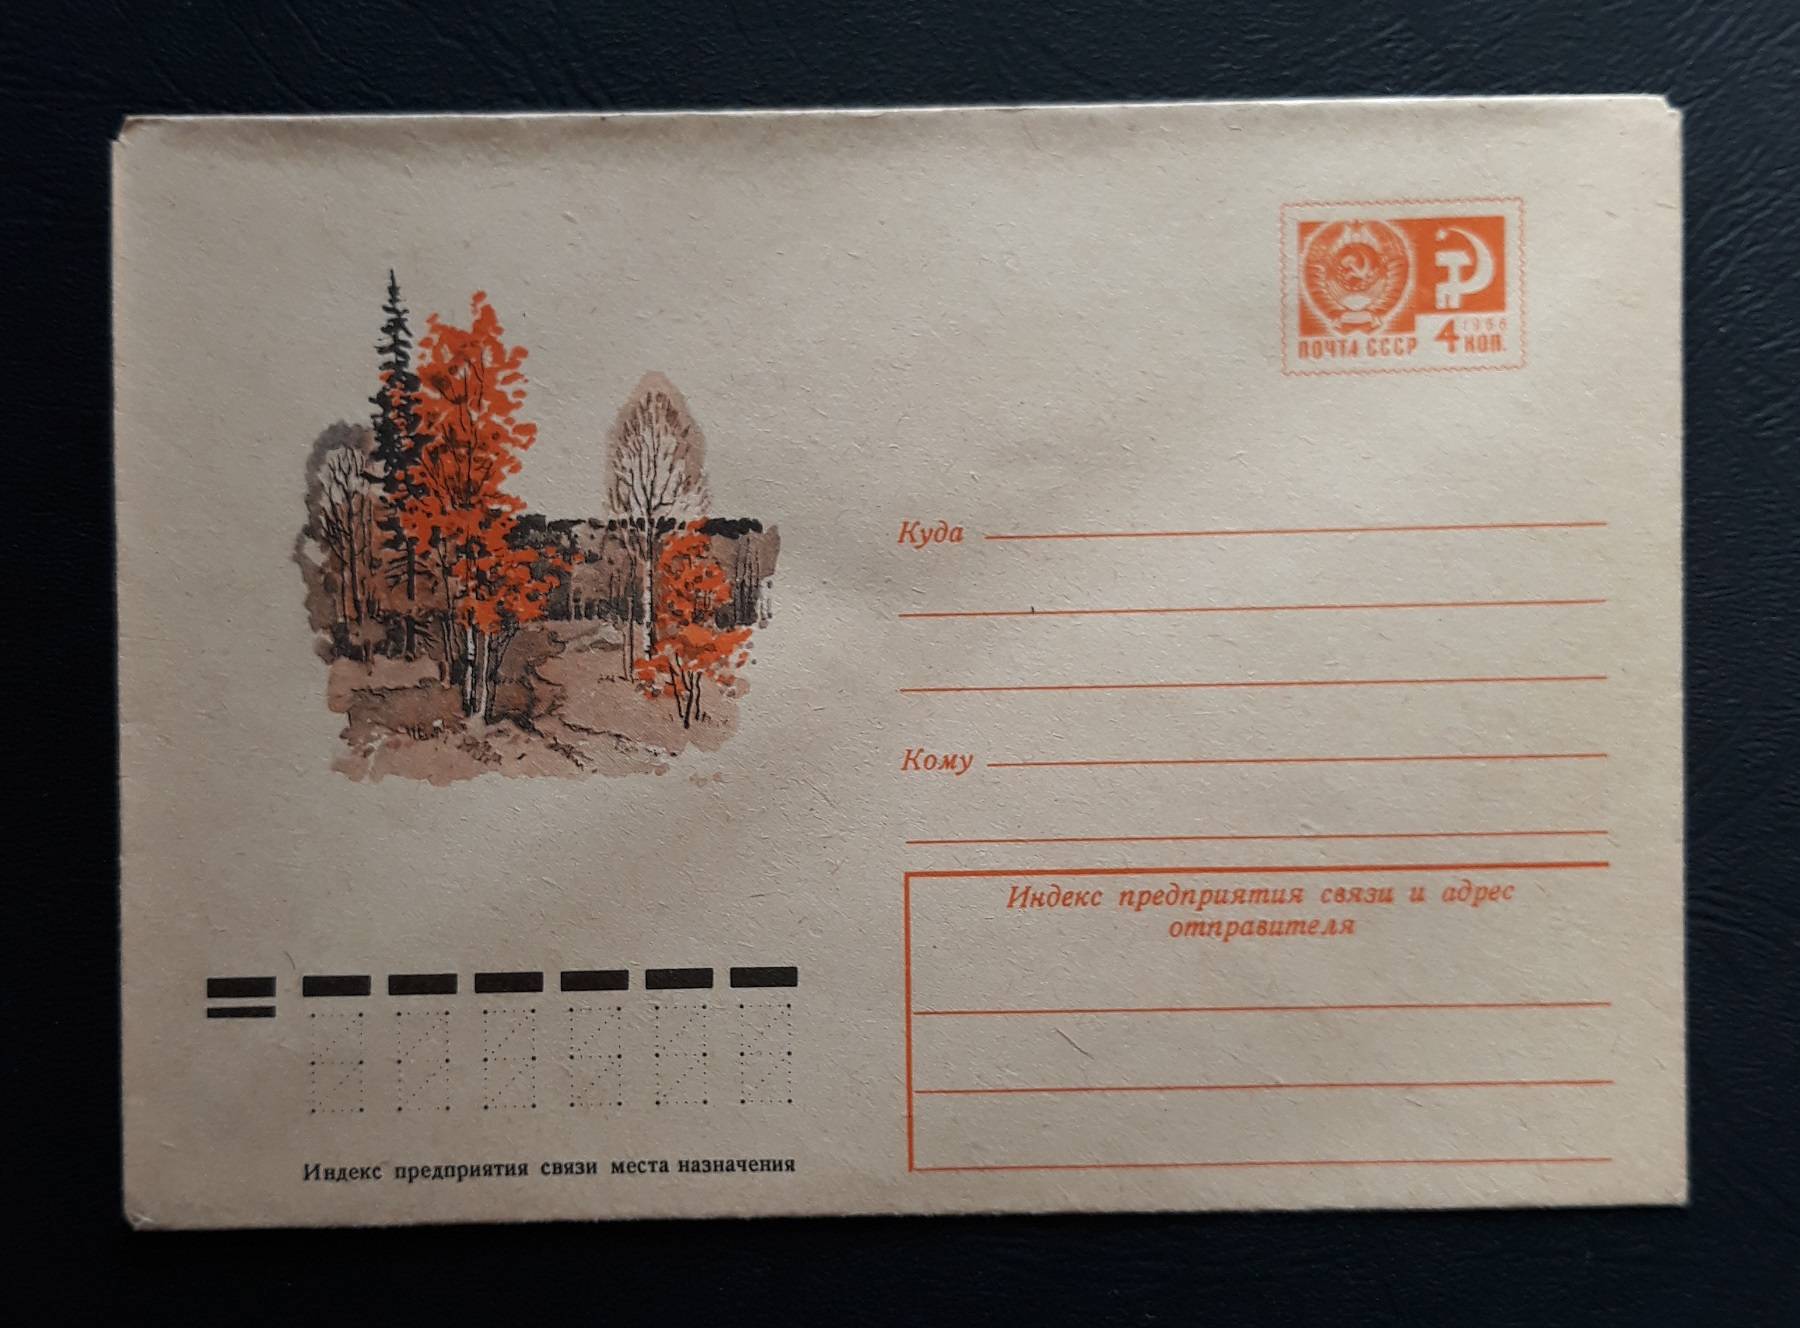 1966
ПОЧТА СССР 4 КОП.
Куда
Кому
Индекс предприятия связи и адрес
отправителя
Индекс предприятия связи места назначения